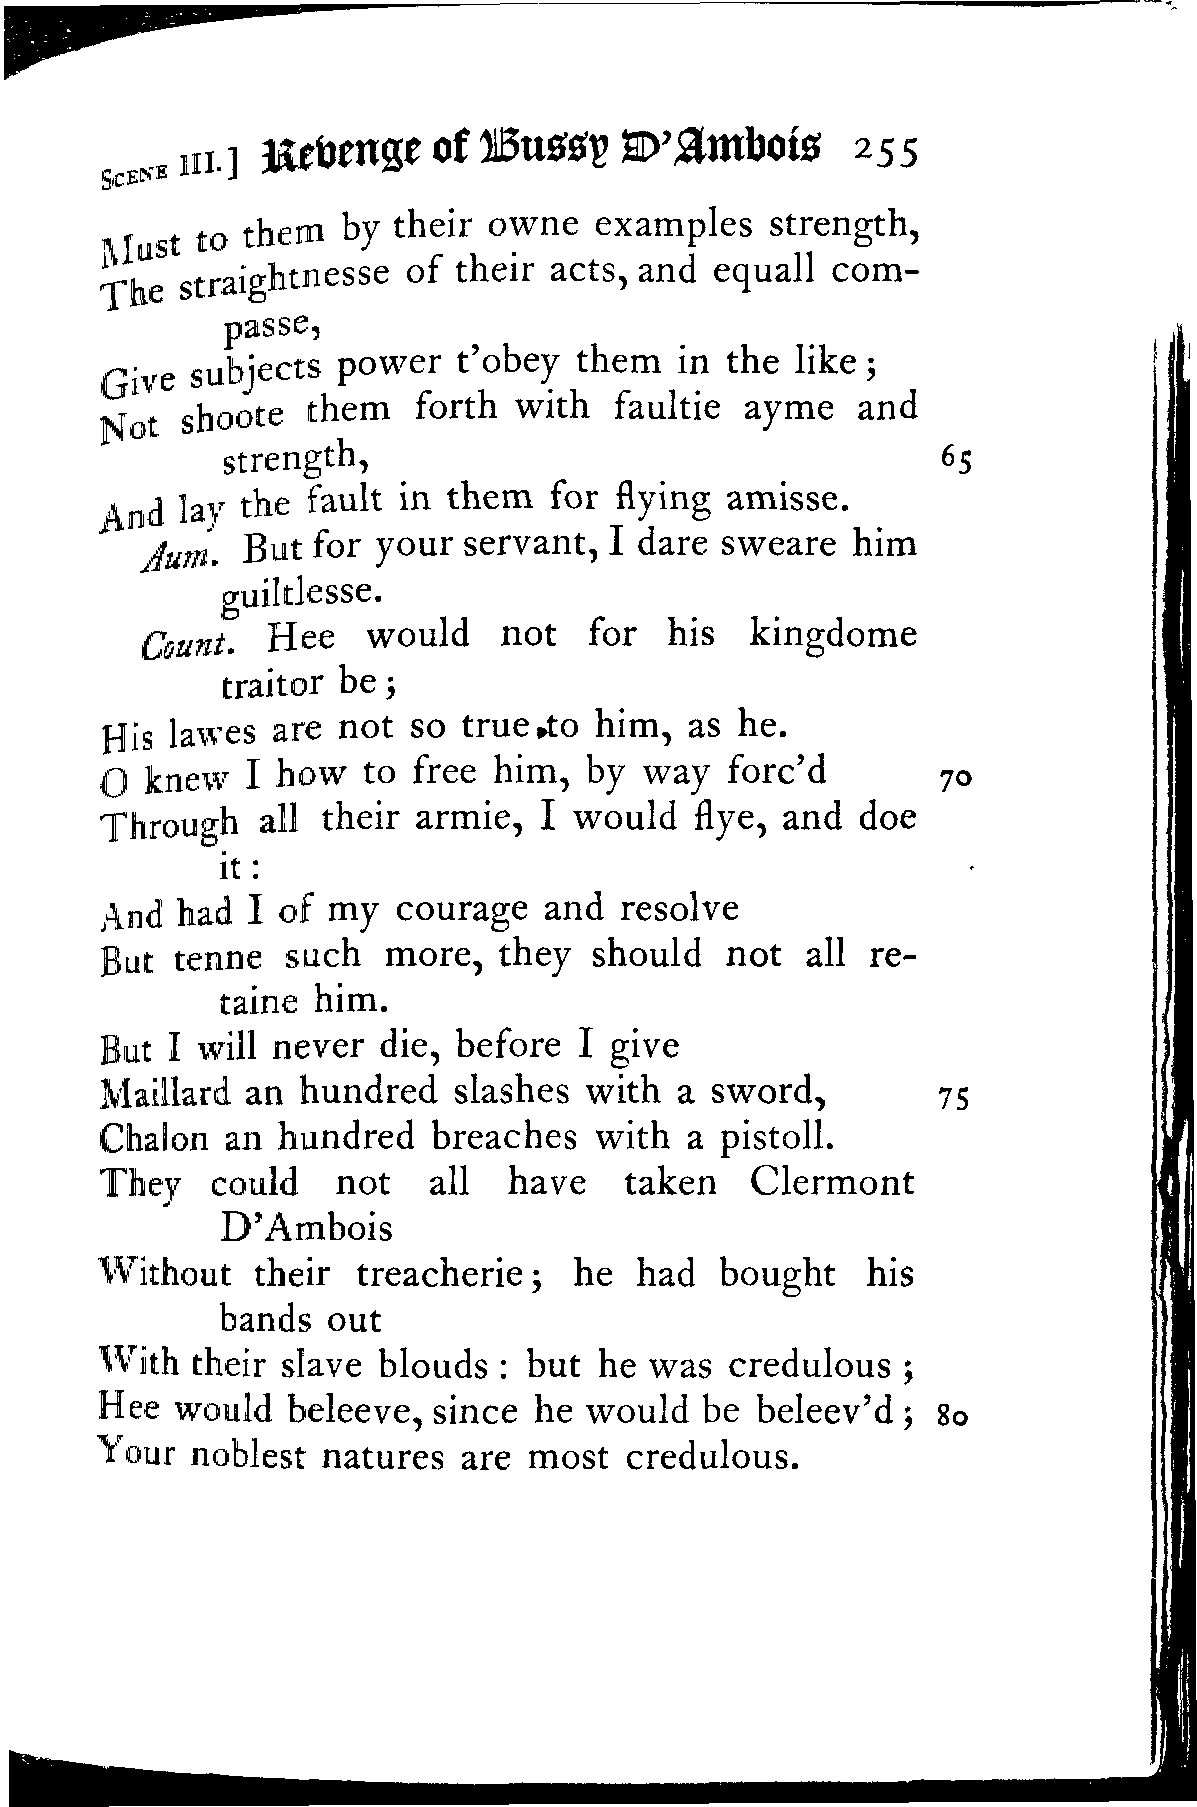 SCENE III.] Revenge of Bussy D'Ambois 255
Must to them by their owne examples strength,
The straightnesse of their acts, and equall com-
passe,
Give subjects power t'obey them in the like ;
Not shoote them forth with faultie ayme and
strength, 65
And lay the fault in them for flying amisse.
Aum. But for your servant, I dare sweare him
guiltlesse.
Count. Hee would not for his kingdome
traitor be ;
His lawes are not so true to him, as he.
O knew I how to free him, by way forc'd 70
Through all their armie, I would flye, and doe
it :
And had I of my courage and resolve
But tenne such more, they should not all re-
taine him.
But I will never die, before I give
Maillard an hundred slashes with a sword, 75
Chalon an hundred breaches with a pistoll.
They could not all have taken Clermont
D'Ambois
Without their treacherie ; he had bought his
bands out
With their slave blouds : but he was credulous ;
Hee would beleeve, since he would be beleev'd ; 80
Your noblest natures are most credulous.